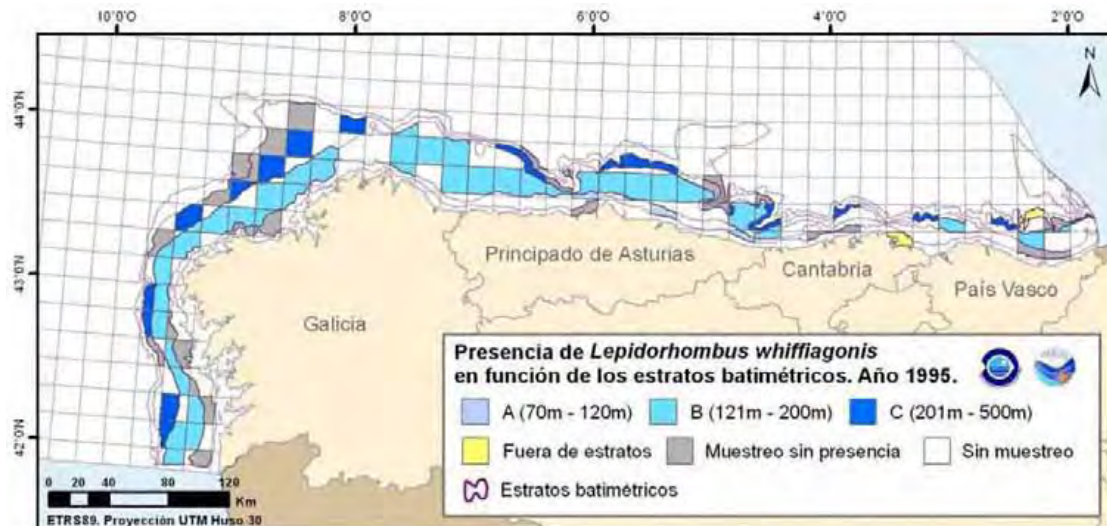 10°0'O 8°0'O 6°0'O 4°0'O 2°0'O
N
44°0'N
43°0'N
42°0'N
Principado de Asturias
Cantabria
País Vasco
Galicia
Presencia de Lepidorhombus whiffiagonis
en función de los estratos batimétricos. Año 1995.
A (70m - 120m) B (121m - 200m) C (201m - 500m)
Fuera de estratos Muestreo sin presencia Sin muestreo
Estratos batimétricos
0 20 40 80 120
Km
ETRS89. Proyección UTM Huso 30